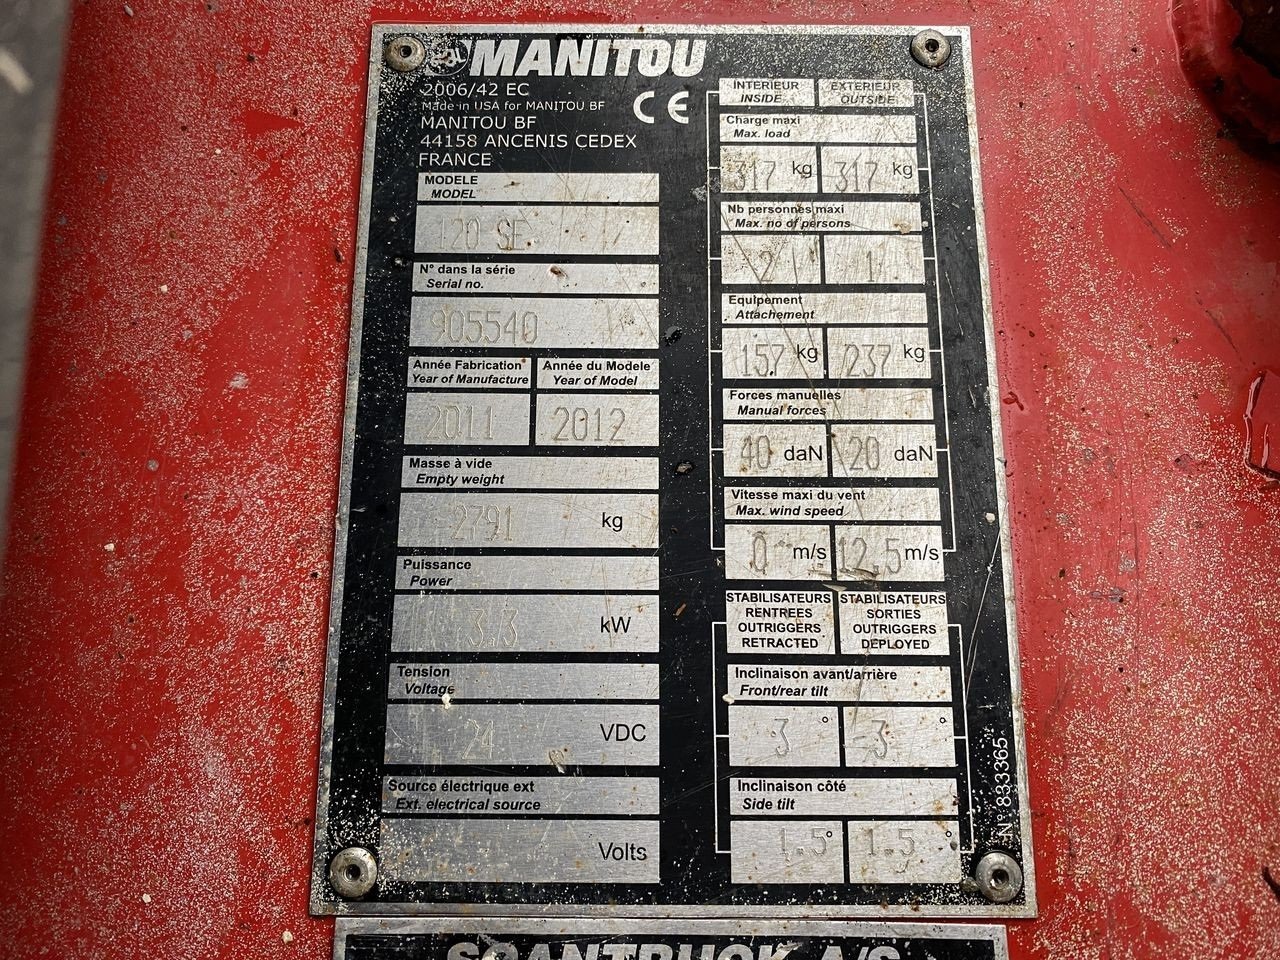 MANITOU
2006/42 EC
Made in USA for MANITOU BF
MANITOU BF
44158 ANCENIS CEDEX
FRANCE
CE
MODELE
MODEL
120 SE
N° dans la série
Serial no.
905540
Année Fabrication Année du Modele
Year of Manufacture Year of Model
2011 2012
Masse à vide
Empty weight
2791 kg
Puissance
Power
3.3 kW
Tension
Voltage
24 VDC
Source électrique ext
Ext. electrical source
Volts
INTERIEUR EXTERIEUR
INSIDE OUTSIDE
Charge maxi
Max. load
317 kg 317 kg
Nb personnes maxi
Max. no of persons
2 1
Equipement
Attachement
157 kg 237 kg
Forces manuelles
Manual forces
40 daN 20 daN
Vitesse maxi du vent
Max. wind speed
0 m/s 12.5 m/s
STABILISATEURS STABILISATEURS
RENTREES SORTIES
OUTRIGGERS OUTRIGGERS
RETRACTED DEPLOYED
Inclinaison avant/arrière
Front/rear tilt
3° 3°
Inclinaison côté
Side tilt
1.5° 1.5°
N° 833365
SCANTRUCK A/S